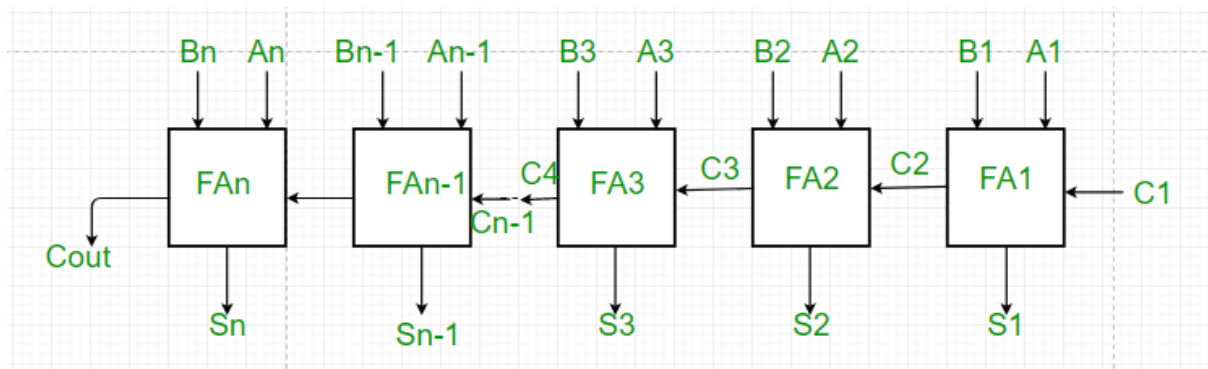 Bn An Bn-1 An-1 B3 A3 B2 A2 B1 A1
FAn FAn-1 C4 FA3 C3 FA2 C2 FA1 C1
Cn-1
Cout
Sn Sn-1 S3 S2 S1